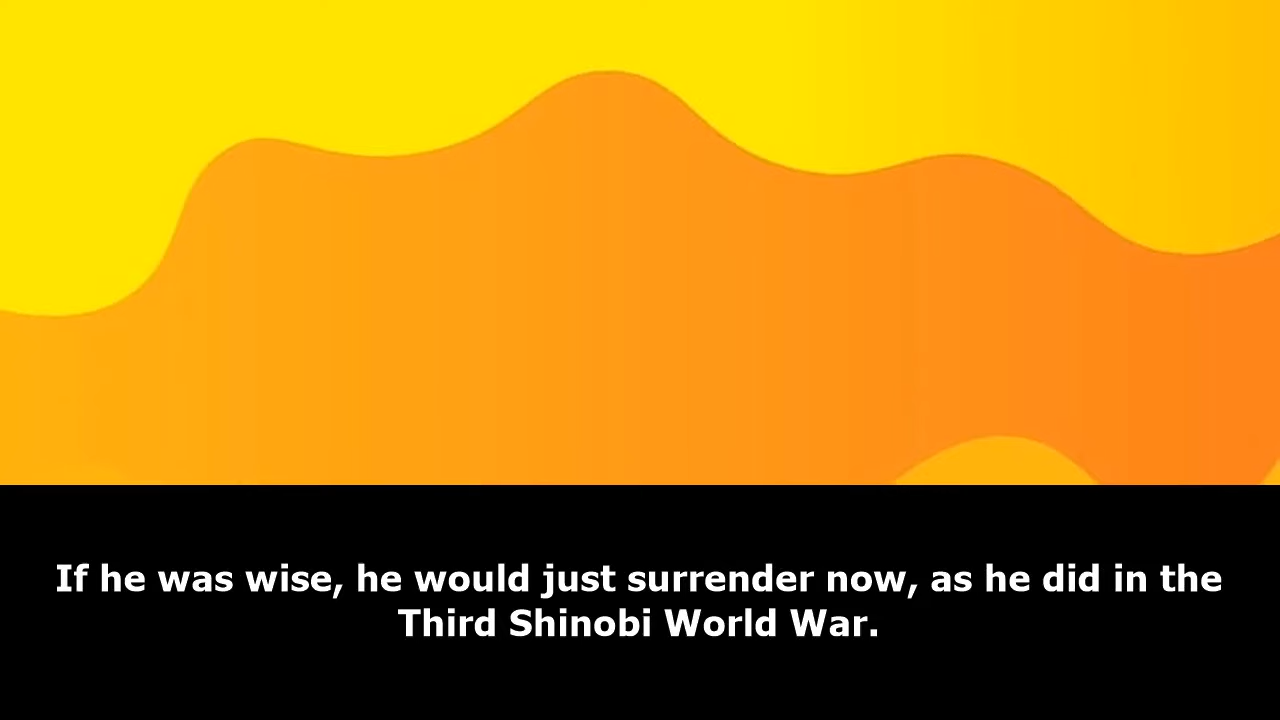 If he was wise, he would just surrender now, as he did in the
Third Shinobi World War.